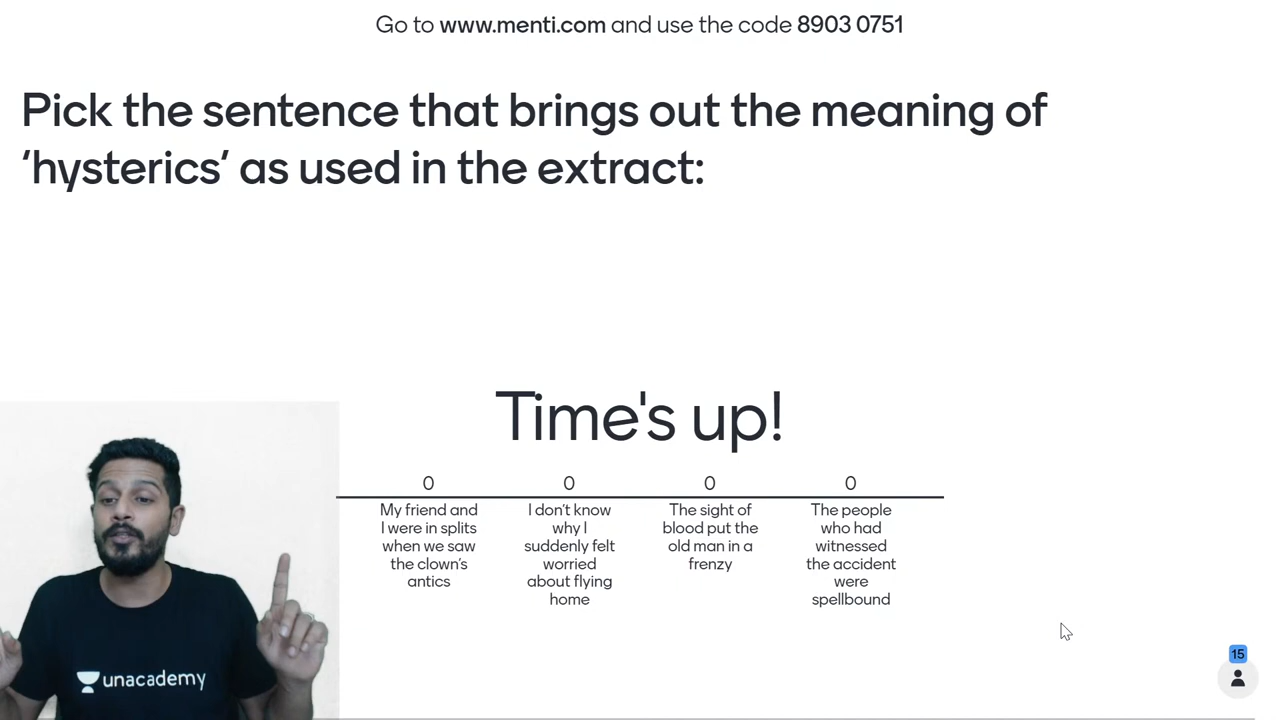 Go to www.menti.com and use the code 8903 0751
Pick the sentence that brings out the meaning of
‘hysterics’ as used in the extract:
Time's up!
0
0
0
0
My friend and
I were in splits
when we saw
the clown’s
antics
I don’t know
why I
suddenly felt
worried
about flying
home
The sight of
blood put the
old man in a
frenzy
The people
who had
witnessed
the accident
were
spellbound
unacademy
15